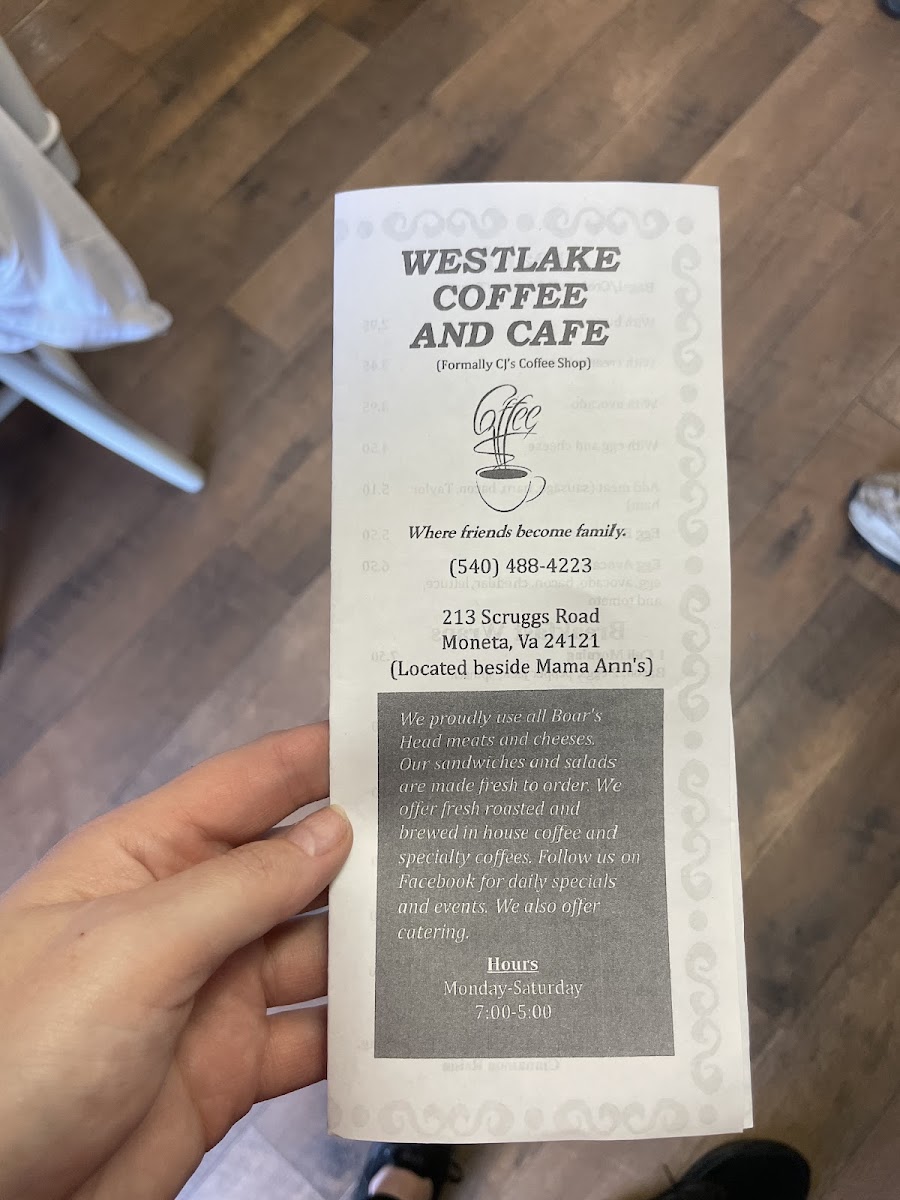 WESTLAKE
COFFEE
AND CAFE
(Formally CJ's Coffee Shop)
Coffee
Where friends become family.
(540) 488-4223
213 Scruggs Road
Moneta, Va 24121
(Located beside Mama Ann's)
We proudly use all Boar's
Head meats and cheeses.
Our sandwiches and salads
are made fresh to order. We
offer fresh roasted and
brewed in house coffee and
specialty coffees. Follow us on
Facebook for daily specials
and events. We also offer
catering.
Hours
Monday-Saturday
7:00-5:00